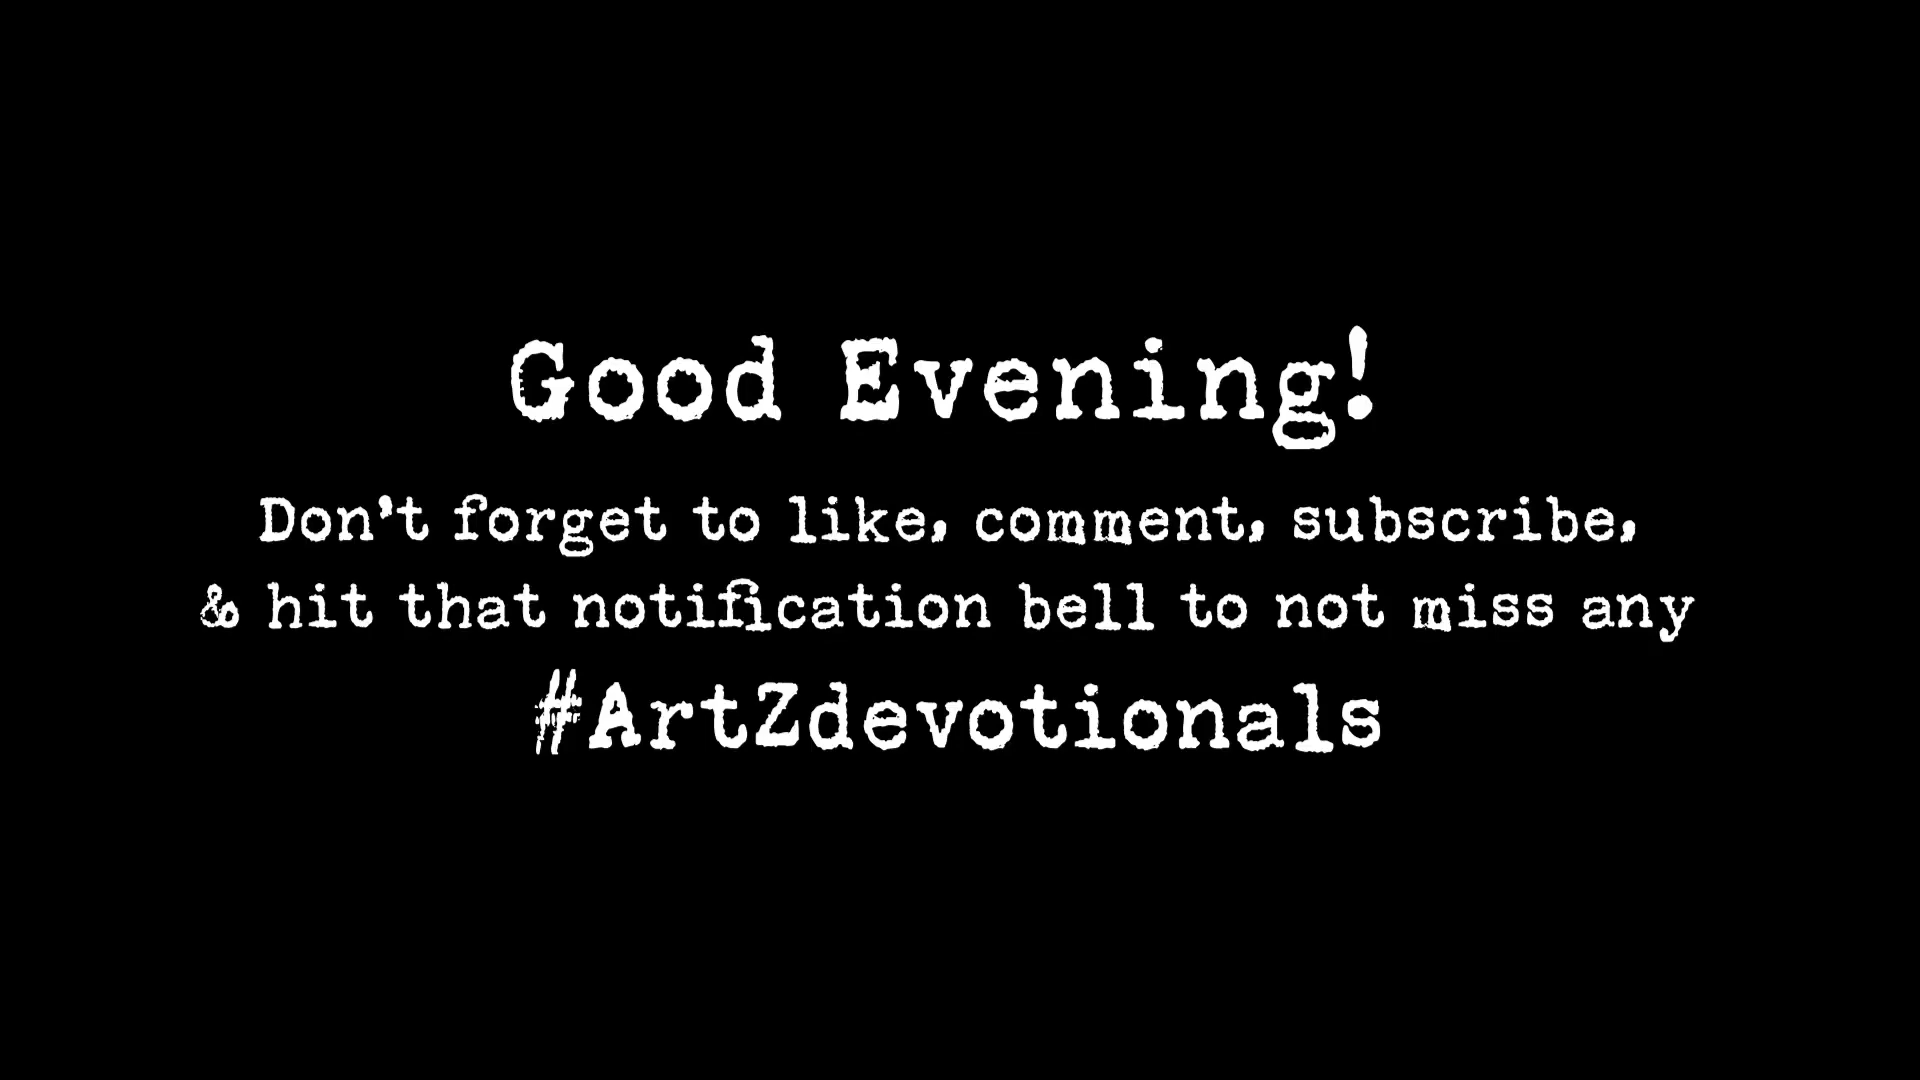 Good Evening!
Don't forget to like, comment, subscribe,
& hit that notification bell to not miss any
#ArtZdevotionals